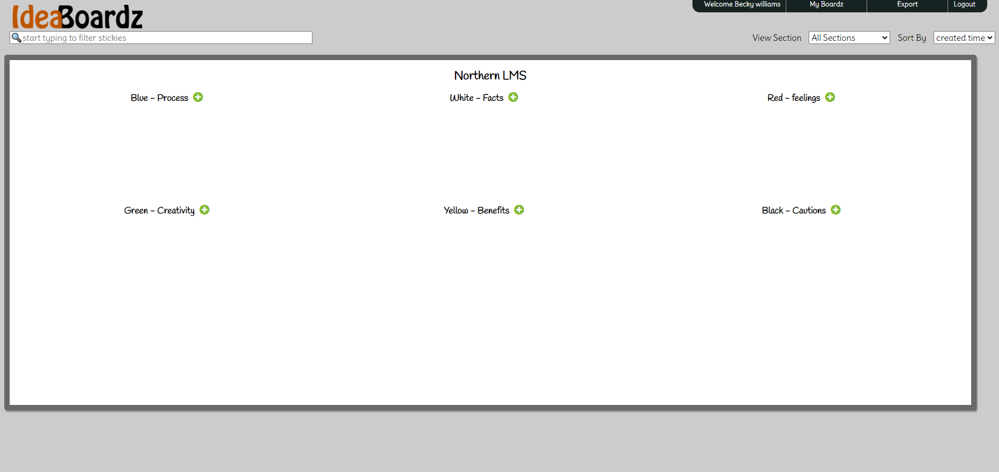 Welcome Becky williams My Boardz Export Logout
IdeaBoardz
start typing to filter stickies View Section All Sections Sort By created time
Northern LMS
Blue - Process White - Facts Red - feelings
Green - Creativity Yellow - Benefits Black - Cautions